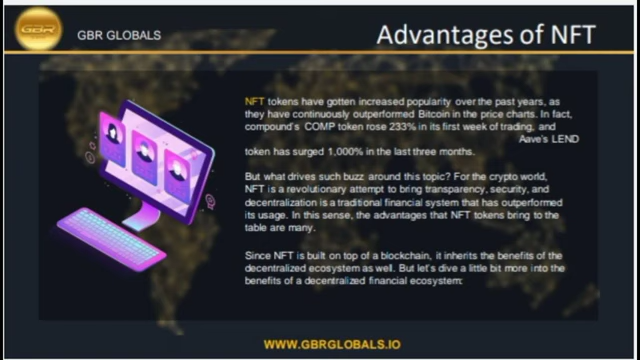 GBR
GBR GLOBALS
Advantages of NFT
NFT tokens have gotten increased popularity over the past years, as
they have continuously outperformed Bitcoin in the price charts. In fact,
compound's COMP token rose 233% in its first week of trading, and
Aave's LEND
token has surged 1,000% in the last three months.
But what drives such buzz around this topic? For the crypto world,
NFT is a revolutionary attempt to bring transparency, security, and
decentralization is a traditional financial system that has outperformed
its usage. In this sense, the advantages that NFT tokens bring to the
table are many.
Since NFT is built on top of a blockchain, it inherits the benefits of the
decentralized ecosystem as well. But let's dive a little bit more into the
benefits of a decentralized financial ecosystem:
WWW.GBRGLOBALS.IO